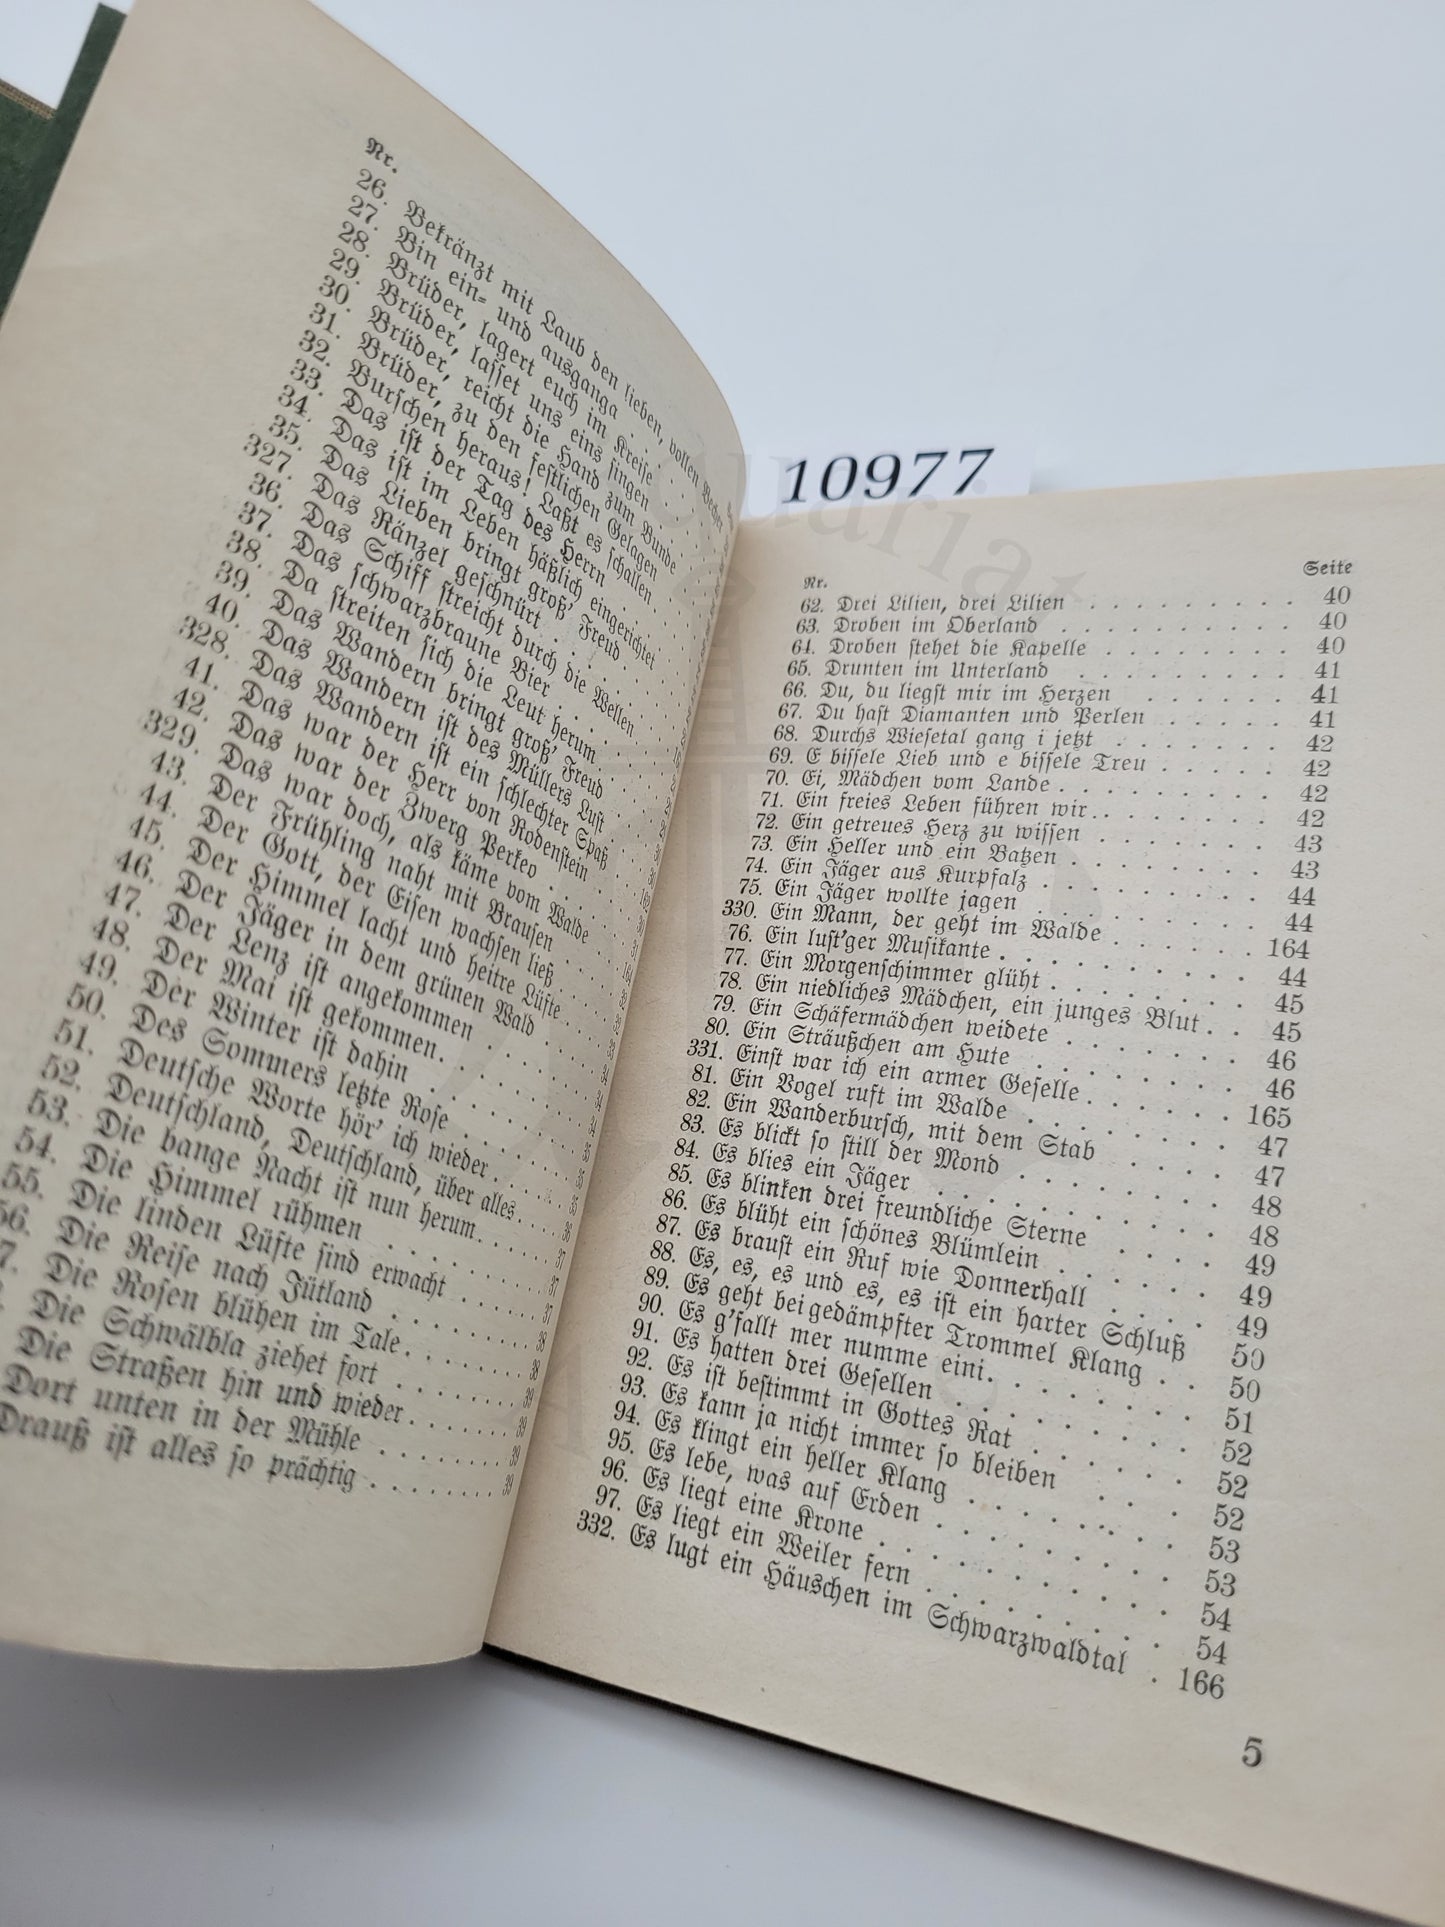 Nr.
26. Bekränzt mit Laub den lieben, vollen Becher
27. Bin ein= und ausganga
28. Brüder, lagert euch im Kreise
29. Brüder, lasset uns eins singen
30. Brüder, reicht die Hand zum Bunde
31. Brüder, zu den festlichen Gelagen
32. Burschen heraus! Laßt es schallen
33. Das ist der Tag des Herrn
34. Das ist im Leben häßlich eingerichtet
35. Das Lieben bringt groß' Freud
327. Das Ränzel geschnürt
36. Das Schiff streicht durch die Wellen
37. Das schwarzbraune Bier
38. Da streiten sich die Leut herum
39. Das Wandern bringt groß' Freud
40. Das Wandern ist des Müllers Lust
328. Das Wandern ist ein schlechter Spaß
41. Das war der Herr von Rodenstein
42. Das war der Zwerg Perkeo
329. Das war doch, als käme vom Walde
43. Der Frühling naht mit Brausen
44. Der Gott, der Eisen wachsen ließ
45. Der Himmel lacht und heitre Lüfte
46. Der Jäger in dem grünen Wald
47. Der Lenz ist angekommen
48. Der Mai ist gekommen
49. Der Winter ist dahin
50. Des Sommers letzte Rose
51. Deutsche Worte hör' ich wieder
52. Deutschland, Deutschland, über alles
53. Die bange Nacht ist nun herum
54. Die Himmel rühmen
55. Die linden Lüfte sind erwacht
56. Die Reise nach Jütland
7. Die Rosen blühen im Tale
Die Schwälbla ziehet fort
Die Straßen hin und wieder
Dort unten in der Mühle
Drauß ist alles so prächtig . . . . . . . 39
10977
Nr. Seite
62. Drei Lilien, drei Lilien . . . . . . . . . 40
63. Droben im Oberland . . . . . . . . . 40
64. Droben stehet die Kapelle . . . . . . . . 40
65. Drunten im Unterland . . . . . . . . . 41
66. Du, du liegst mir im Herzen . . . . . . . 41
67. Du hast Diamanten und Perlen . . . . . . 41
68. Durchs Wiesetal gang i jetzt . . . . . . . 42
69. E bissele Lieb und e bissele Treu . . . . . 42
70. Ei, Mädchen vom Lande . . . . . . . . . 42
71. Ein freies Leben führen wir . . . . . . . . 42
72. Ein getreues Herz zu wissen . . . . . . . 43
73. Ein Heller und ein Batzen . . . . . . . . 43
74. Ein Jäger aus Kurpfalz . . . . . . . . . 44
75. Ein Jäger wollte jagen . . . . . . . . . 44
330. Ein Mann, der geht im Walde . . . . . . 164
76. Ein lust'ger Musikante . . . . . . . . . 44
77. Ein Morgenschimmer glüht . . . . . . . . 45
78. Ein niedliches Mädchen, ein junges Blut . . 45
79. Ein Schäfermädchen weidete . . . . . . . 46
80. Ein Sträußchen am Hute . . . . . . . . 46
331. Einst war ich ein armer Geselle . . . . . . 165
81. Ein Vogel ruft im Walde . . . . . . . . 47
82. Ein Wanderbursch, mit dem Stab . . . . 47
83. Es blickt so still der Mond . . . . . . . . 48
84. Es blies ein Jäger . . . . . . . . . . 48
85. Es blinken drei freundliche Sterne . . . . 49
86. Es blüht ein schönes Blümlein . . . . . . 49
87. Es braust ein Ruf wie Donnerhall . . . . 49
88. Es, es, es und es, es ist ein harter Schluß 50
89. Es geht bei gedämpfter Trommel Klang . . 50
90. Es g'fallt mer numme eini . . . . . . . 51
91. Es hatten drei Gesellen . . . . . . . . 52
92. Es ist bestimmt in Gottes Rat . . . . . 52
93. Es kann ja nicht immer so bleiben . . . . 52
94. Es klingt ein heller Klang . . . . . . . 53
95. Es lebe, was auf Erden . . . . . . . . 53
96. Es liegt eine Krone . . . . . . . . . 54
97. Es liegt ein Weiler fern . . . . . . . . 54
332. Es lugt ein Häuschen im Schwarzwaldtal . 166
5